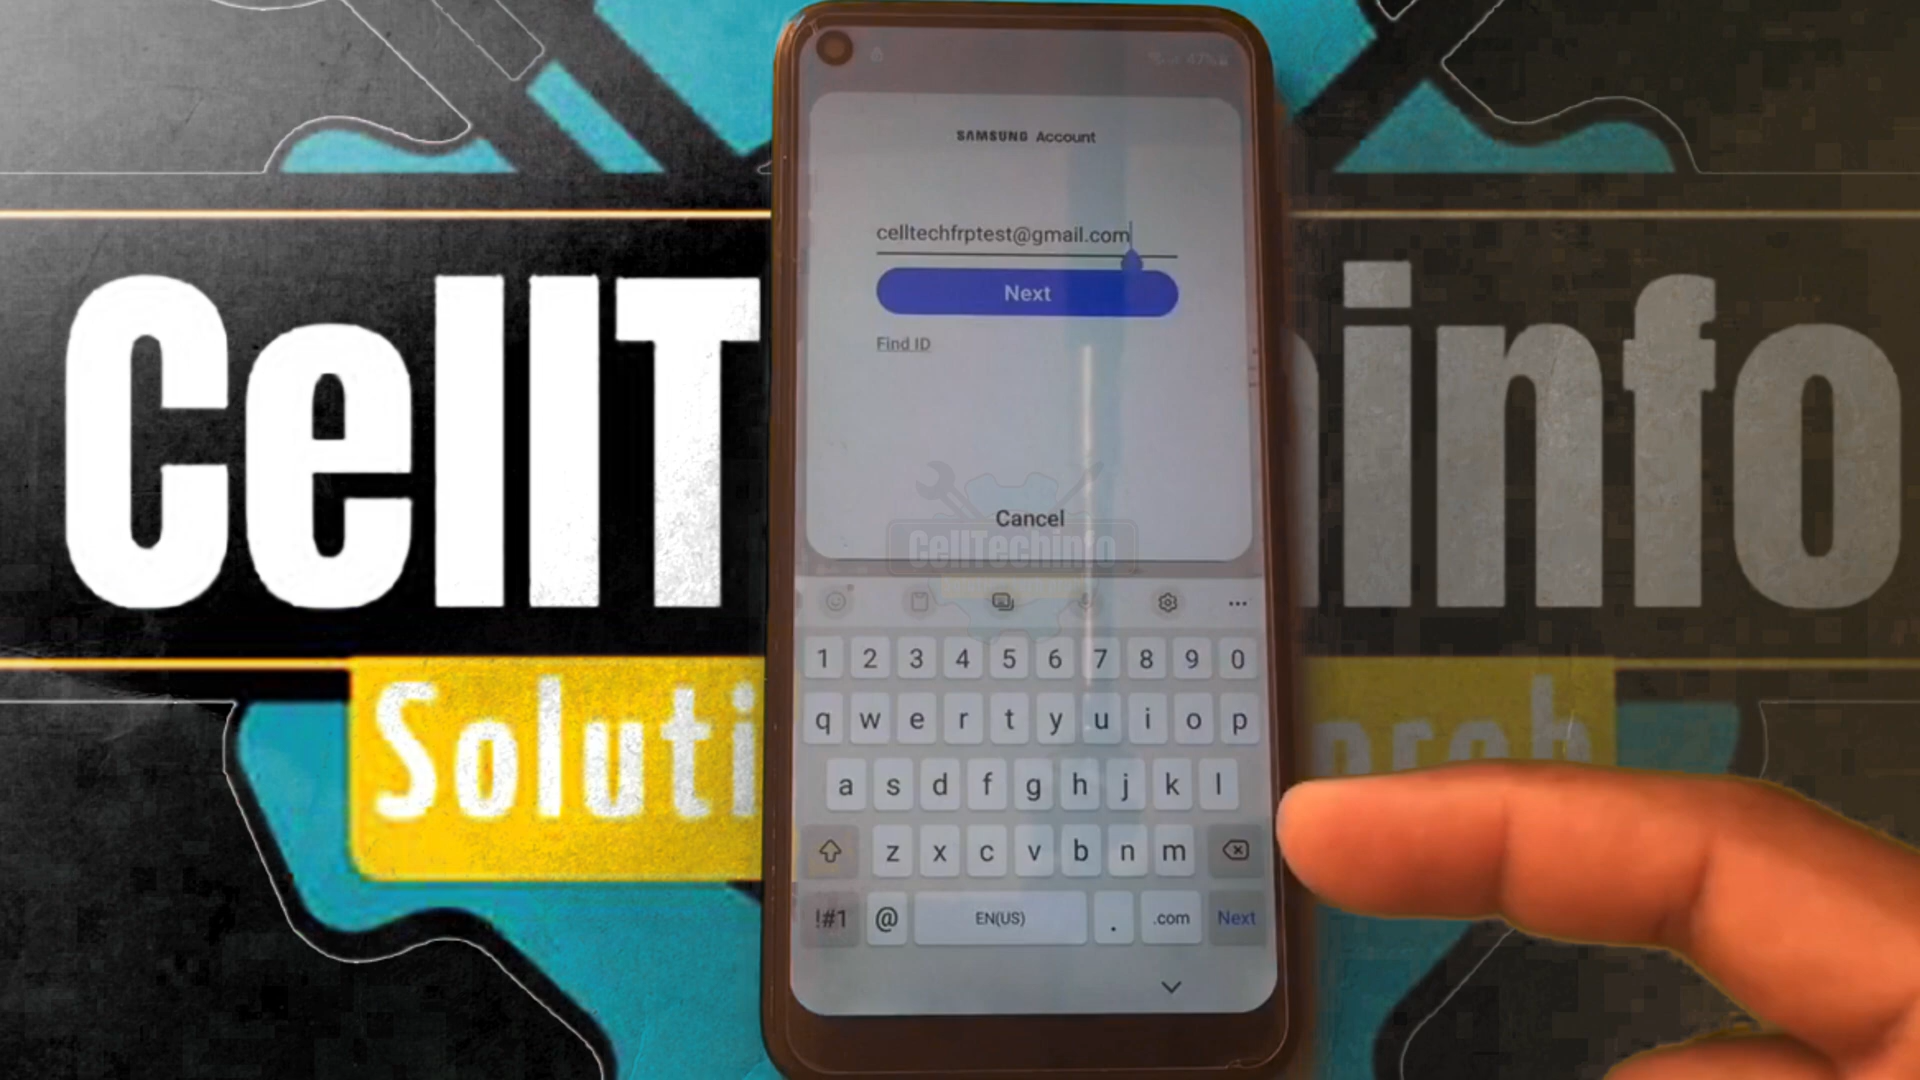 47%
SAMSUNG Account
celltechfrptest@gmail.com
Next
Find ID
Cancel
CellTechinfo
1 2 3 4 5 6 7 8 9 0
q w e r t y u i o p
a s d f g h j k l
z x c v b n m
!#1 @ EN(US) . .com Next
CellT
info
Soluti